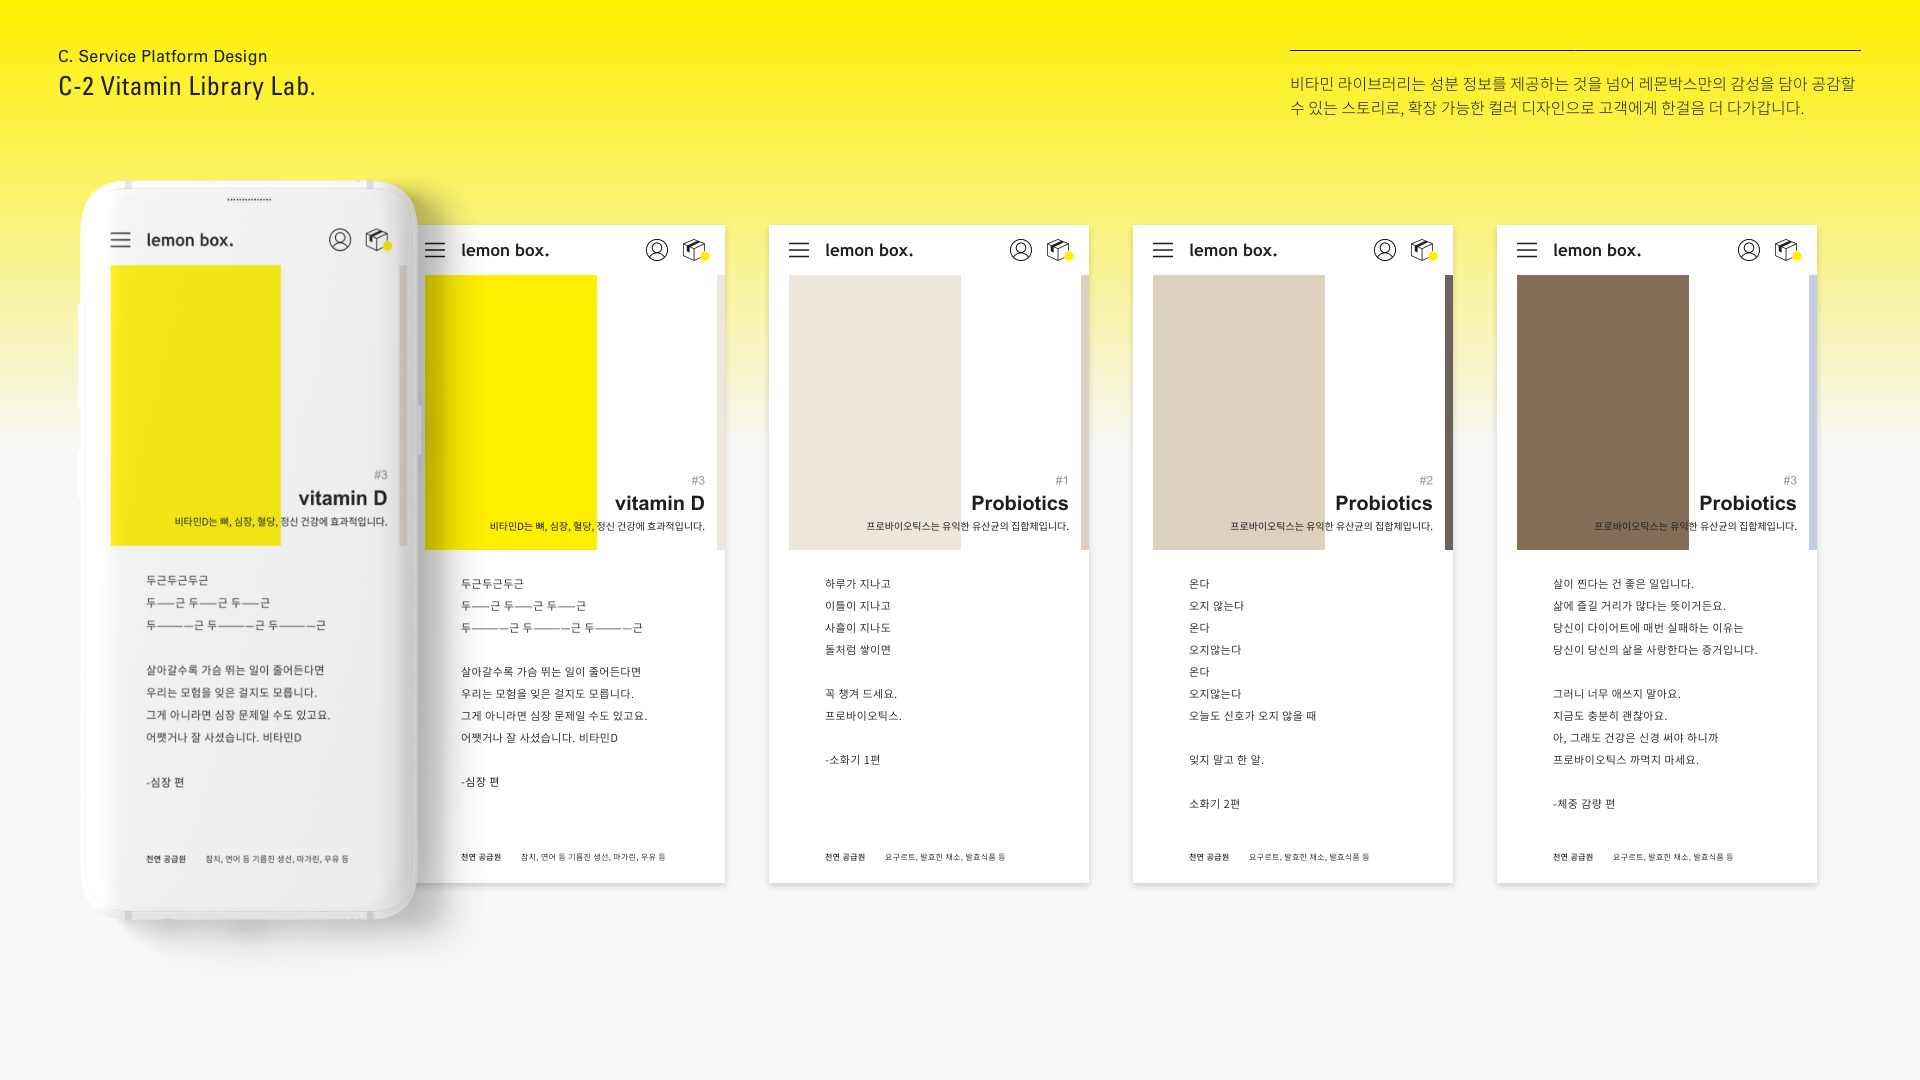 C. Service Platform Design
C-2 Vitamin Library Lab.
비타민 라이브러리는 성분 정보를 제공하는 것을 넘어 레몬박스만의 감성을 담아 공감할
수 있는 스토리로, 확장 가능한 컬러 디자인으로 고객에게 한걸음 더 다가갑니다.
lemon box.
#3
vitamin D
비타민D는 뼈, 심장, 혈당, 정신 건강에 효과적입니다.
두근두근두근
두——근 두——근 두——근
두————근 두————근 두————근
살아갈수록 가슴 뛰는 일이 줄어든다면
우리는 모험을 잊은 걸지도 모릅니다.
그게 아니라면 심장 문제일 수도 있고요.
어쨋거나 잘 사셨습니다. 비타민D
-심장 편
천연 공급원 참치, 연어 등 기름진 생선, 마가린, 우유 등
lemon box.
#3
vitamin D
비타민D는 뼈, 심장, 혈당, 정신 건강에 효과적입니다.
두근두근두근
두——근 두——근 두——근
두————근 두————근 두————근
살아갈수록 가슴 뛰는 일이 줄어든다면
우리는 모험을 잊은 걸지도 모릅니다.
그게 아니라면 심장 문제일 수도 있고요.
어쨋거나 잘 사셨습니다. 비타민D
-심장 편
천연 공급원 참치, 연어 등 기름진 생선, 마가린, 우유 등
lemon box.
#1
Probiotics
프로바이오틱스는 유익한 유산균의 집합체입니다.
하루가 지나고
이틀이 지나고
사흘이 지나도
돌처럼 쌓이면
꼭 챙겨 드세요.
프로바이오틱스.
-소화기 1편
천연 공급원 요구르트, 발효한 채소, 발효식품 등
lemon box.
#2
Probiotics
프로바이오틱스는 유익한 유산균의 집합체입니다.
온다
오지 않는다
온다
오지않는다
온다
오지않는다
오늘도 신호가 오지 않을 때
잊지 말고 한 알.
소화기 2편
천연 공급원 요구르트, 발효한 채소, 발효식품 등
lemon box.
#3
Probiotics
프로바이오틱스는 유익한 유산균의 집합체입니다.
살이 찐다는 건 좋은 일입니다.
삶에 즐길 거리가 많다는 뜻이거든요.
당신이 다이어트에 매번 실패하는 이유는
당신이 당신의 삶을 사랑한다는 증거입니다.
그러니 너무 애쓰지 말아요.
지금도 충분히 괜찮아요.
아, 그래도 건강은 신경 써야 하니까
프로바이오틱스 까먹지 마세요.
-체중 감량 편
천연 공급원 요구르트, 발효한 채소, 발효식품 등